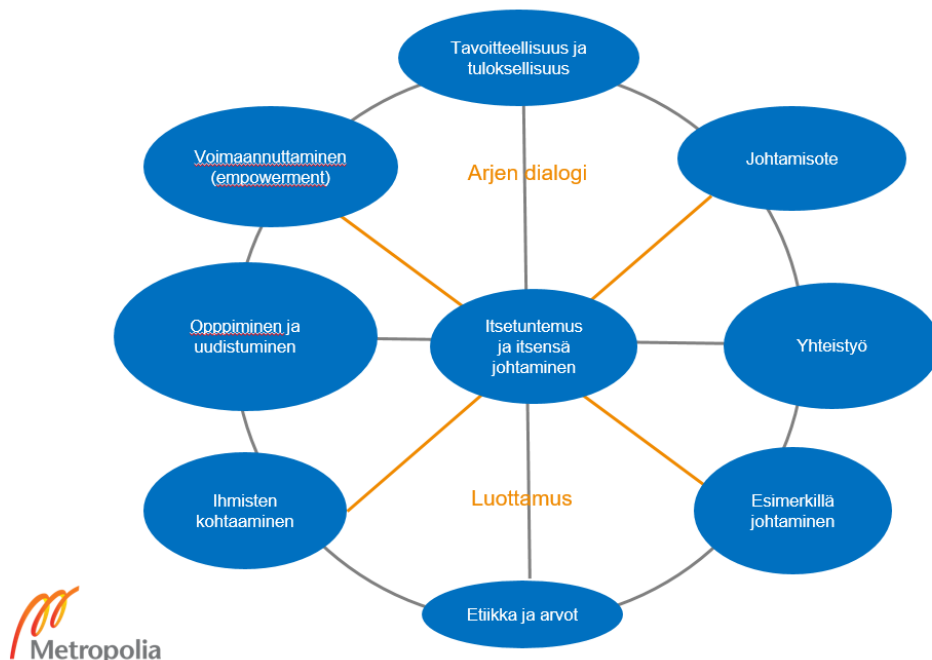 Tavoitteellisuus ja
tuloksellisuus
Voimaannuttaminen
(empowerment)
Arjen dialogi
Johtamisote
Opppiminen ja
uudistuminen
Itsetuntemus
ja itsensä
johtaminen
Yhteistyö
Ihmisten
kohtaaminen
Luottamus
Esimerkillä
johtaminen
Etiikka ja arvot
Metropolia